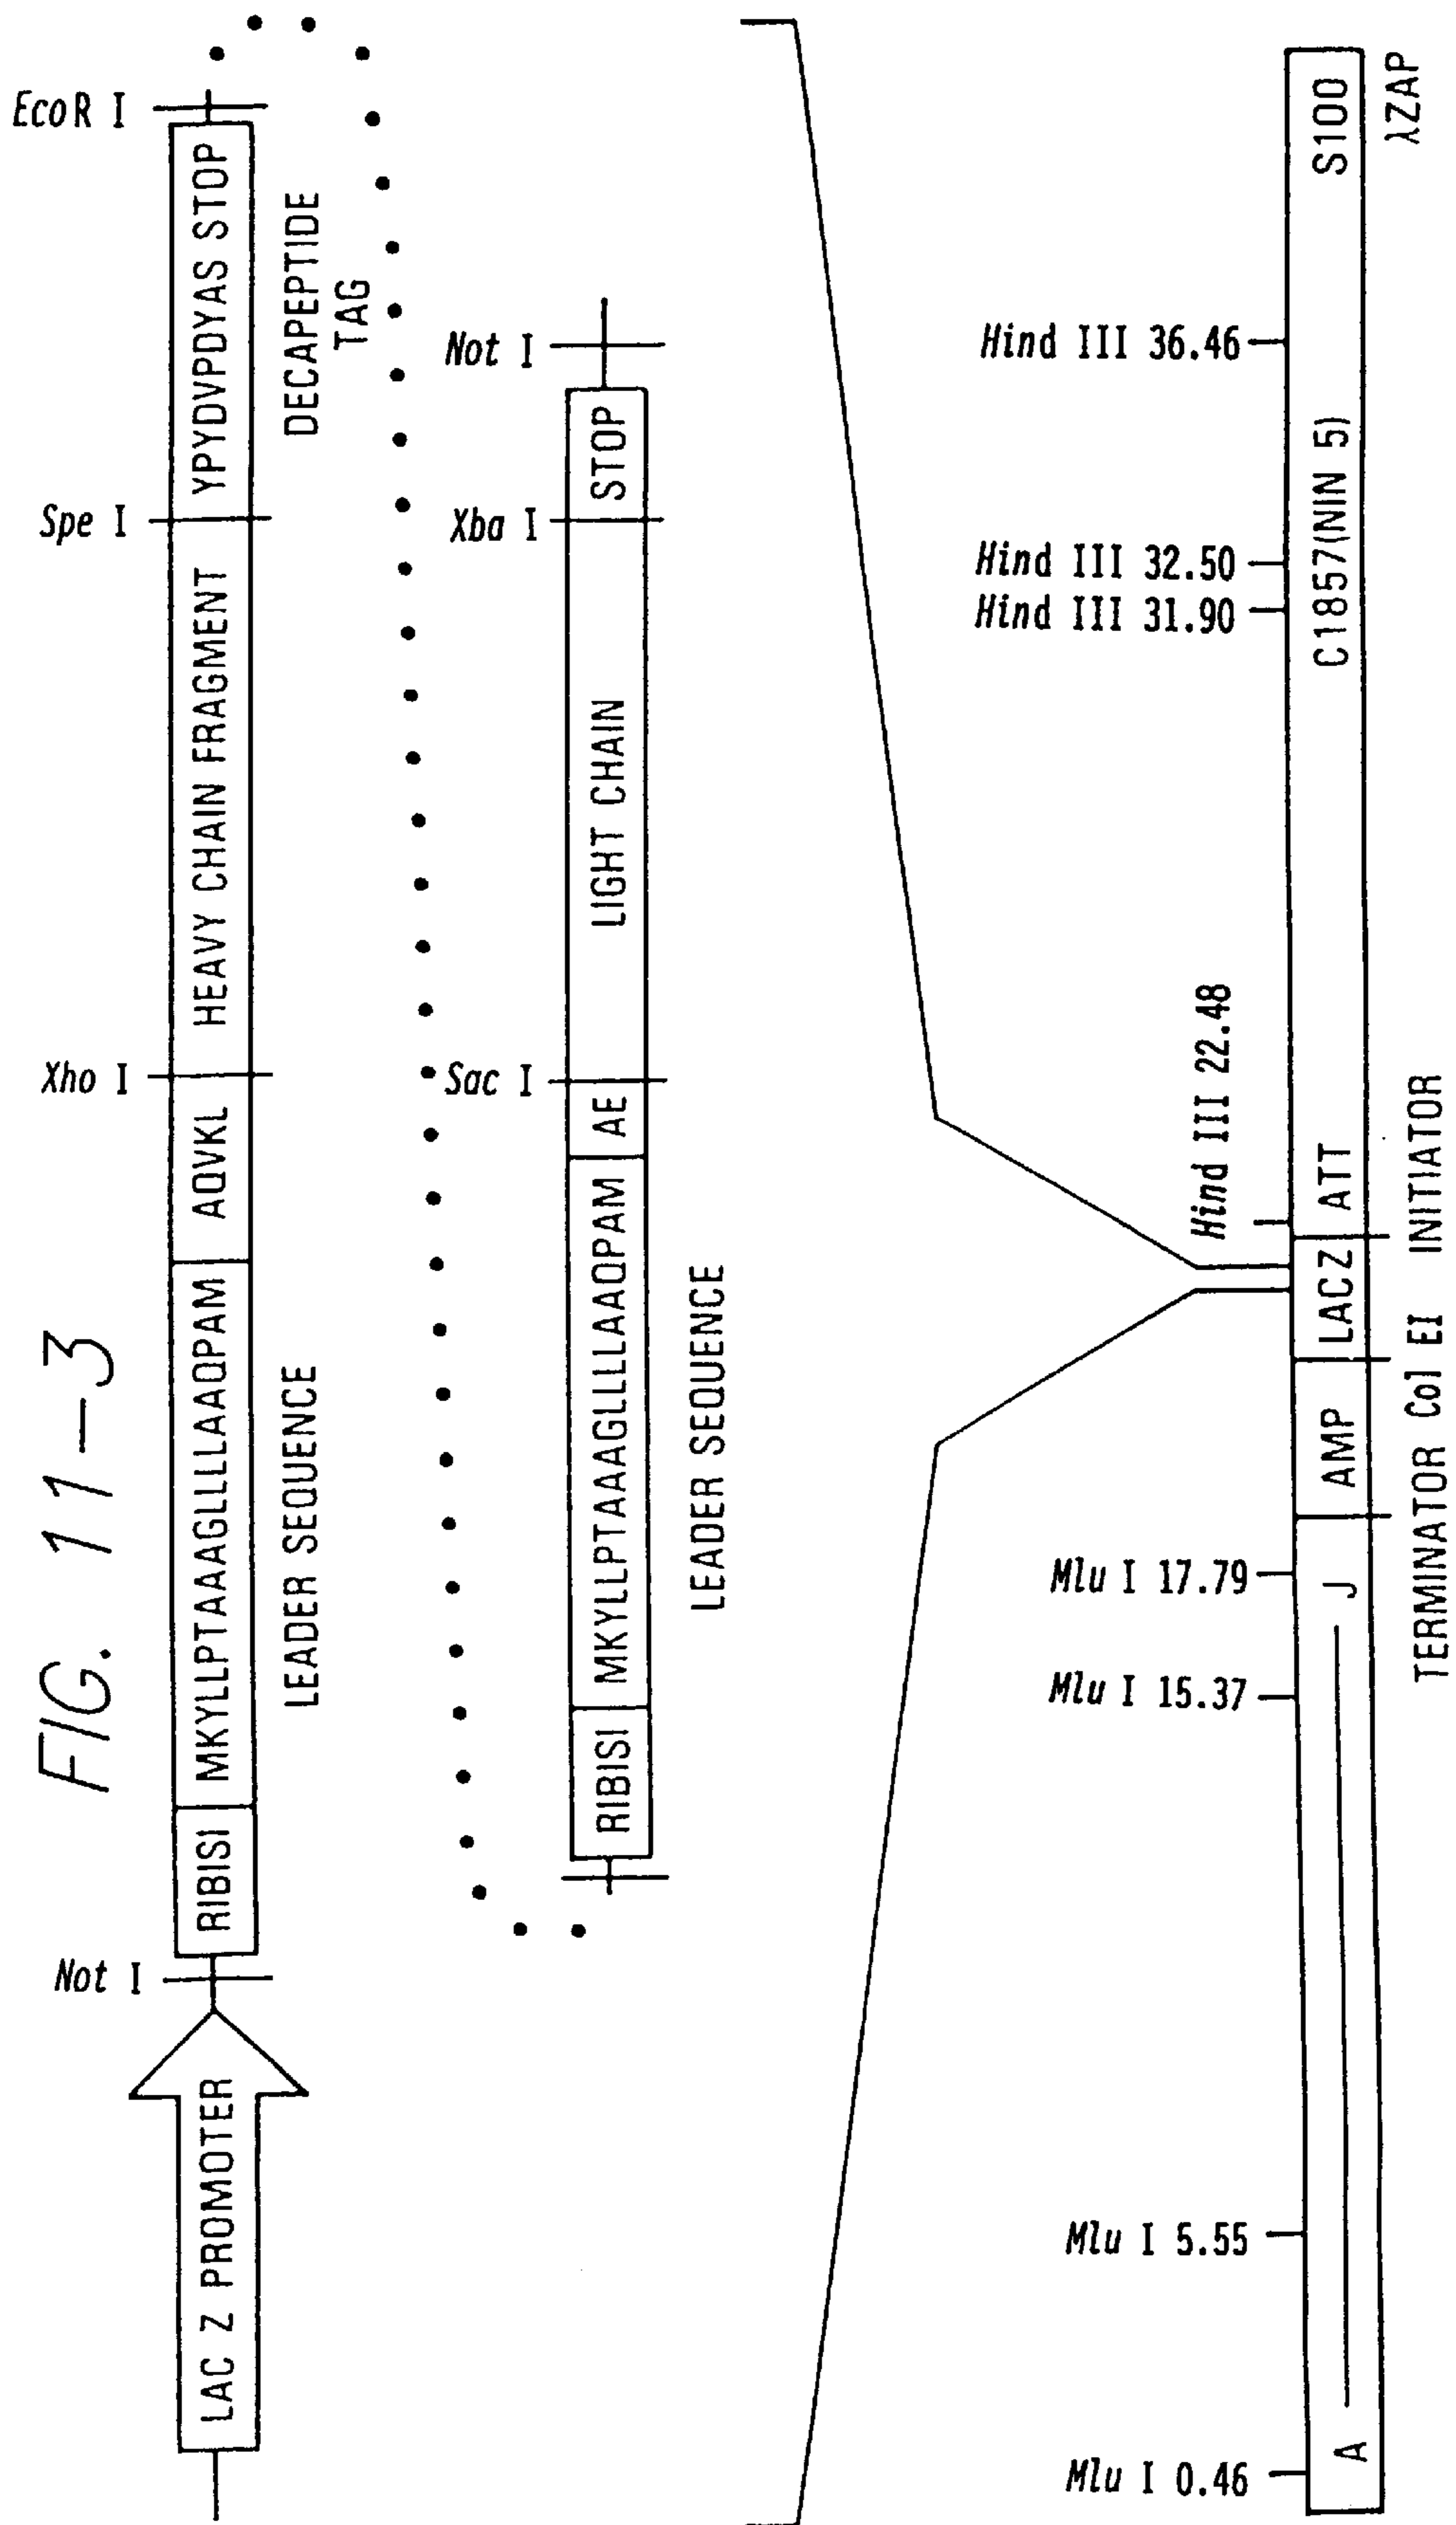 FIG. 11-3
Not I
Xho I
Spe I
EcoR I
LAC Z PROMOTER
RIBISI
MKYLLPTAAAGLLLLAAQPAM
AQVKL
HEAVY CHAIN FRAGMENT
YPYDVPDYAS STOP
LEADER SEQUENCE
DECAPEPTIDE
TAG
Sac I
Xba I
Not I
RIBISI
MKYLLPTAAAGLLLLAAQPAM
AE
LIGHT CHAIN
STOP
LEADER SEQUENCE
Mlu I 0.46
Mlu I 5.55
Mlu I 15.37
Mlu I 17.79
Hind III 22.48
Hind III 31.90
Hind III 32.50
Hind III 36.46
A
J
AMP
LACZ
ATT
C1857(NIN 5)
S100
TERMINATOR Col EI INITIATOR
λZAP